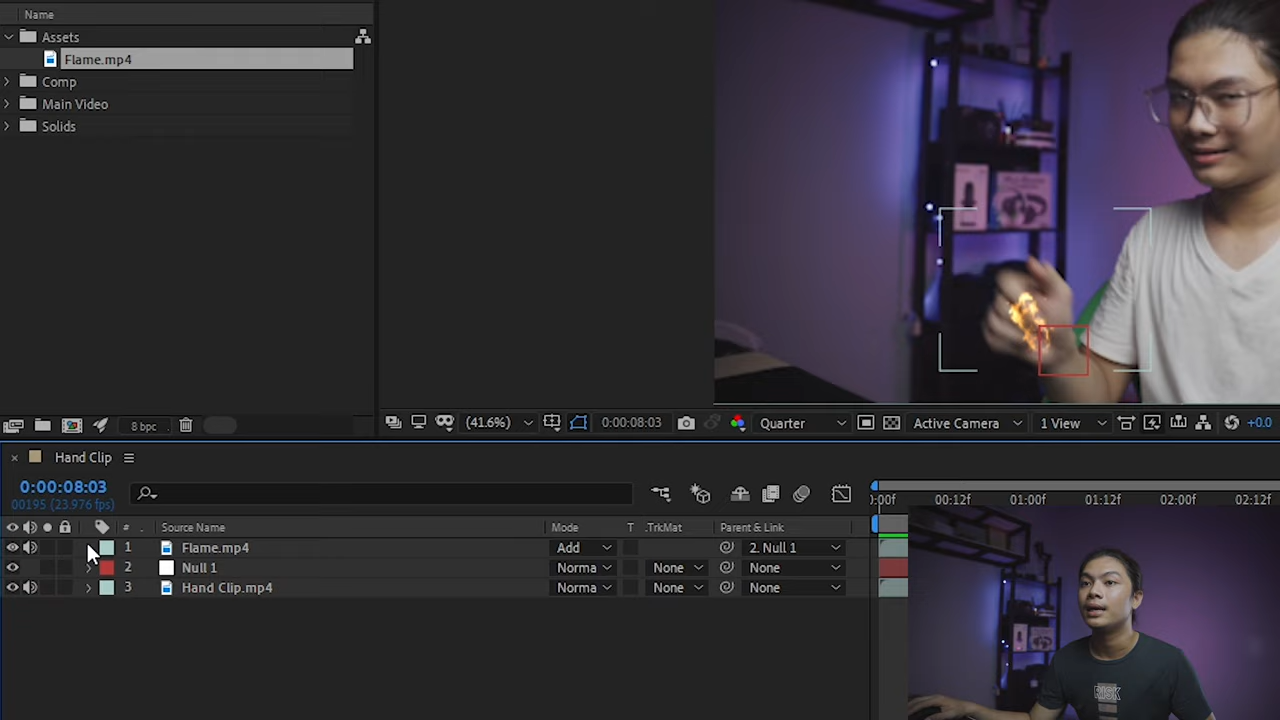 Name
Assets
Flame.mp4
Comp
Main Video
Solids
8 bpc
(41.6%)
0:00:08:03
Quarter
Active Camera
1 View
+0.0
Hand Clip
0:00:08:03
00195 (23.976 fps)
:00f 00:12f 01:00f 01:12f 02:00f 02:12f
# . Source Name Mode T .TrkMat Parent & Link
1 Flame.mp4 Add 2. Null 1
2 Null 1 Norma None None
3 Hand Clip.mp4 Norma None None
RISK